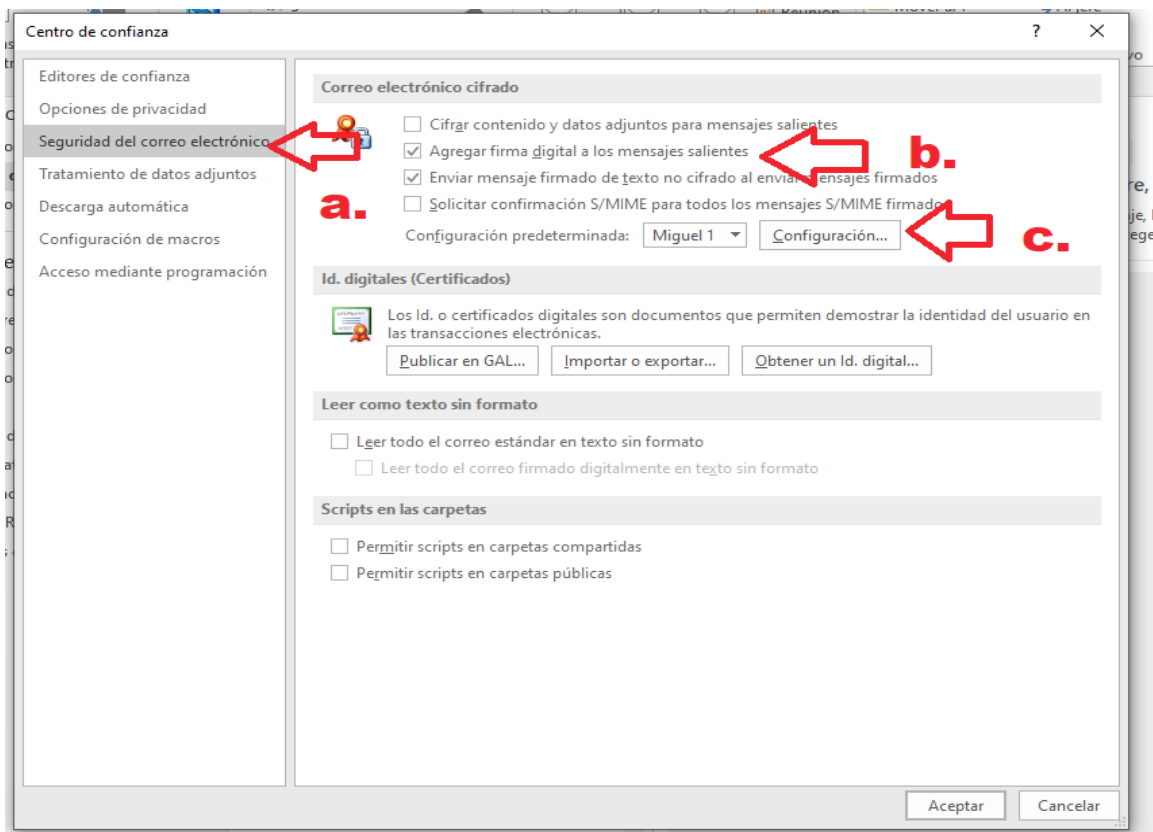 Reunión
Centro de confianza
?
Editores de confianza
Opciones de privacidad
Seguridad del correo electrónico
Tratamiento de datos adjuntos
Descarga automática
Configuración de macros
Acceso mediante programación
a.
Correo electrónico cifrado
Cifrar contenido y datos adjuntos para mensajes salientes
Agregar firma digital a los mensajes salientes
b.
Enviar mensaje firmado de texto no cifrado al enviar mensajes firmados
Solicitar confirmación S/MIME para todos los mensajes S/MIME firmado
Configuración predeterminada: Miguel 1 Configuración...
c.
Id. digitales (Certificados)
Los Id. o certificados digitales son documentos que permiten demostrar la identidad del usuario en
las transacciones electrónicas.
Publicar en GAL... Importar o exportar... Obtener un Id. digital...
Leer como texto sin formato
Leer todo el correo estándar en texto sin formato
Leer todo el correo firmado digitalmente en texto sin formato
Scripts en las carpetas
Permitir scripts en carpetas compartidas
Permitir scripts en carpetas públicas
Aceptar Cancelar